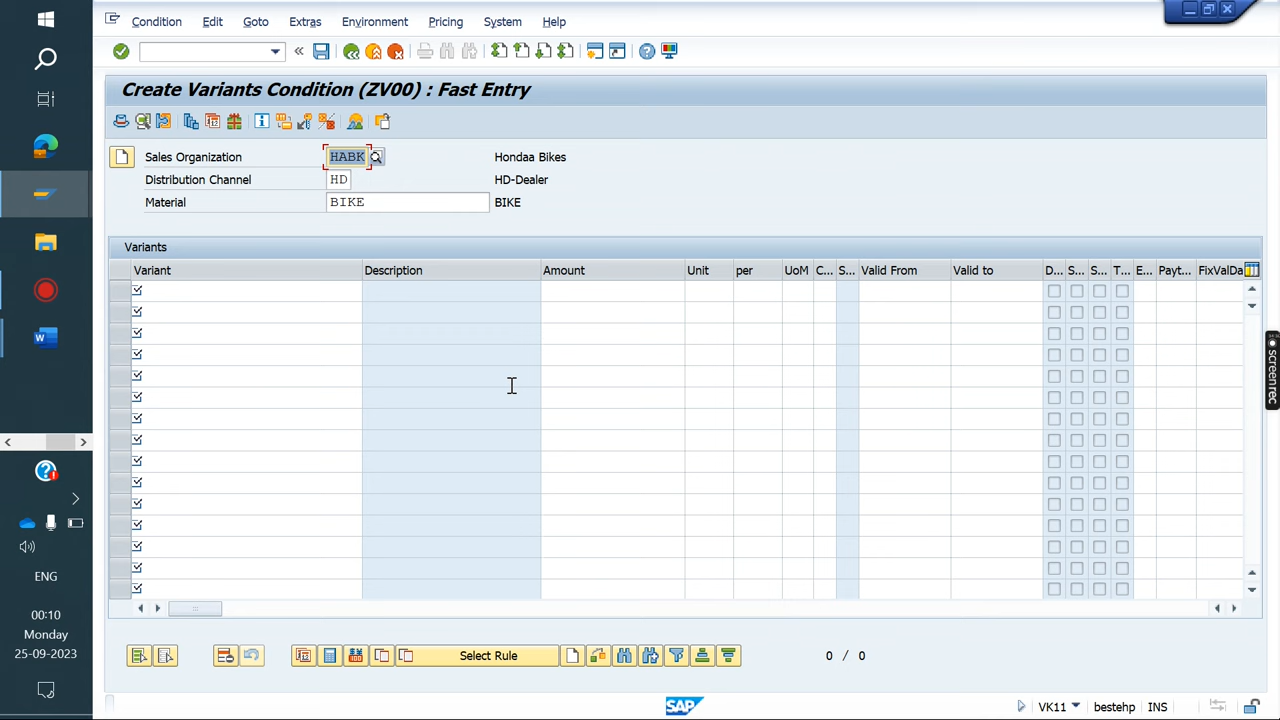 Condition Edit Goto Extras Environment Pricing System Help
Create Variants Condition (ZV00) : Fast Entry
Sales Organization HABK Hondaa Bikes
Distribution Channel HD HD-Dealer
Material BIKE BIKE
Variants
Variant Description Amount Unit per UoM C... S... Valid From Valid to D... S... S... T... E... Payt... FixValDa
Select Rule 0 / 0
ENG
00:10
Monday
25-09-2023
SAP VK11 bestehp INS
screenrec